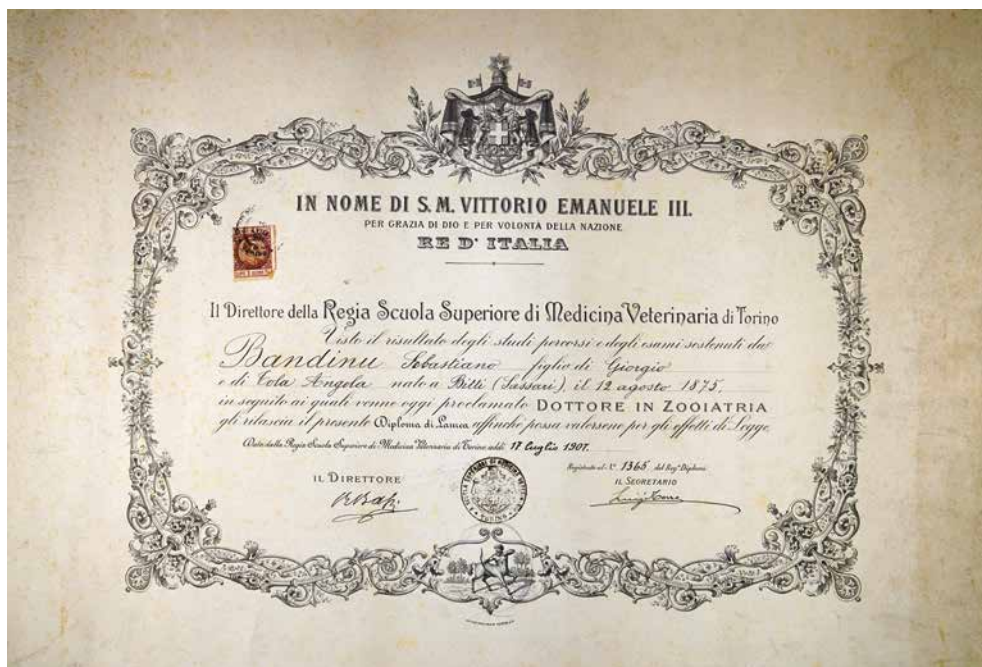 IN NOME DI S. M. VITTORIO EMANUELE III.
PER GRAZIA DI DIO E PER VOLONTÀ DELLA NAZIONE
RE D' ITALIA
Il Direttore della Regia Scuola Superiore di Medicina Veterinaria di Torino
Visto il risultato degli studi percorsi e degli esami sostenuti da
Bandinu Sebastiano figlio di Giorgio
e di Tola Angela nato a Bitti (Sassari), il 12 agosto 1875,
in seguito ai quali venne oggi proclamato DOTTORE IN ZOOIATRIA
gli rilascia il presente Diploma di Laurea affinchè possa valersene per gli effetti di Legge.
Data dalla Regia Scuola Superiore di Medicina Veterinaria di Torino addì 17 Luglio 1901.
Registrato al N.° 1365 del Reg° Diplomi
IL DIRETTORE
IL SEGRETARIO